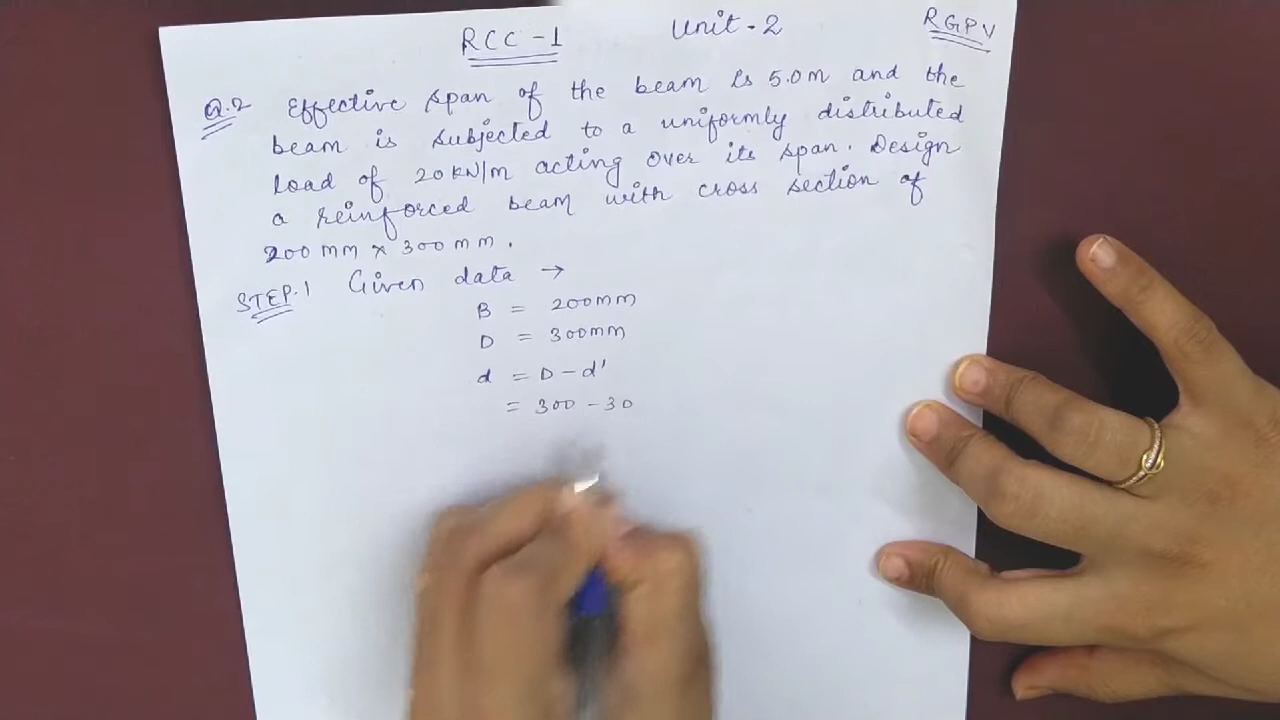 RCC-1 Unit-2 RGPV
Q.2 Effective span of the beam is 5.0m and the
beam is subjected to a uniformly distributed
load of 20 KN/m acting over its span. Design
a reinforced beam with cross section of
200 mm x 300 mm.
STEP.1 Given data →
B = 200mm
D = 300mm
d = D - d'
= 300 - 30